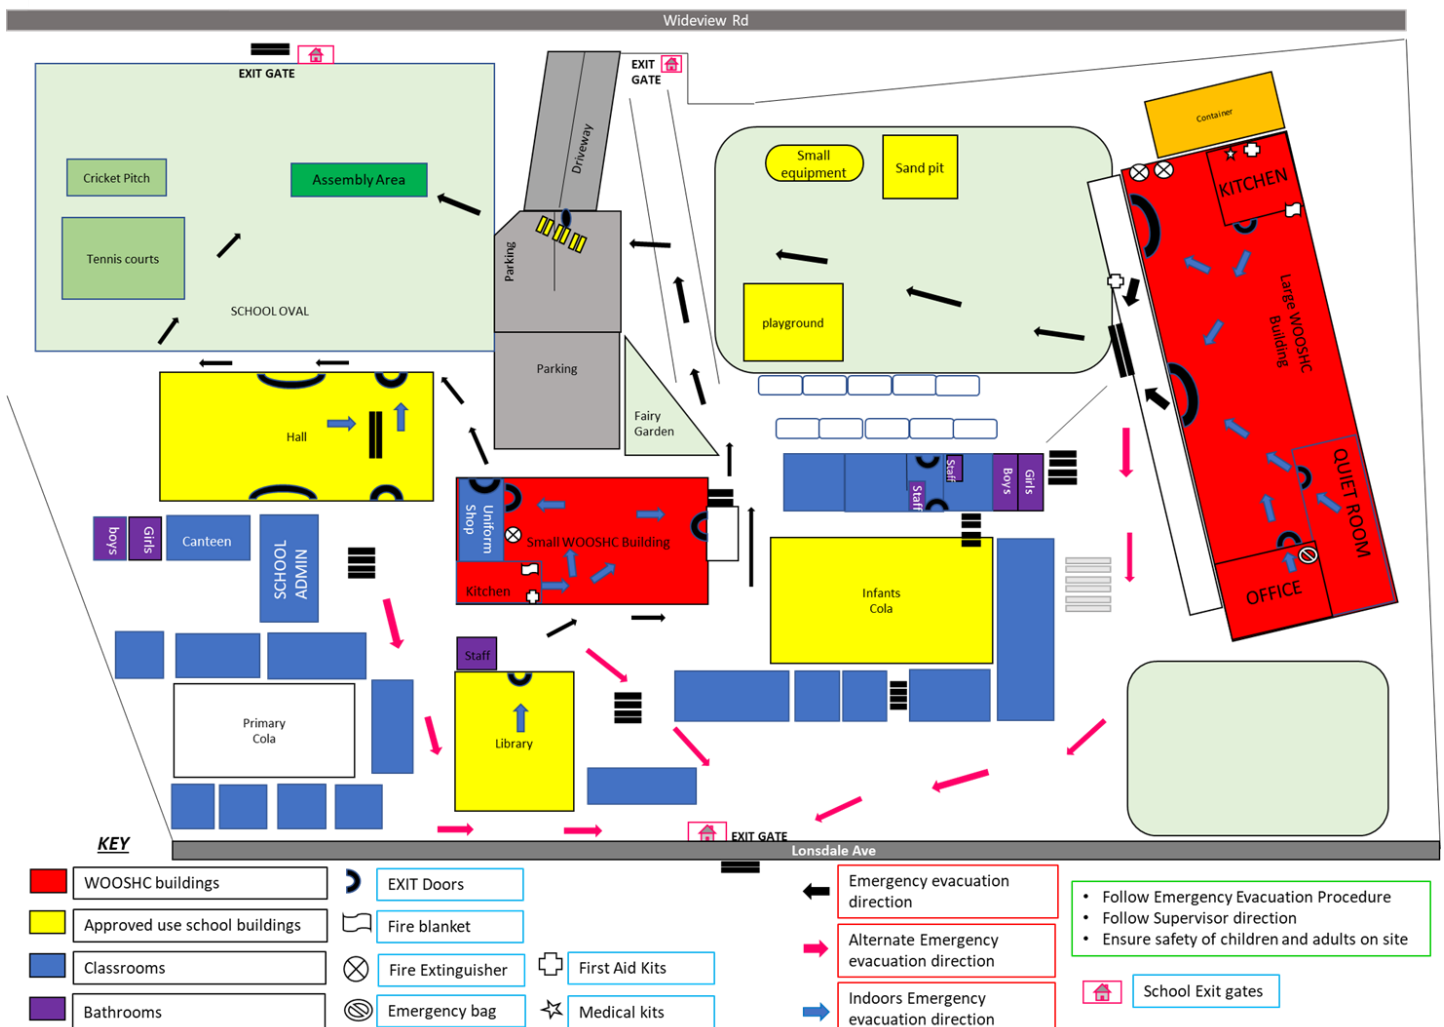 Wideview Rd
EXIT GATE
EXIT
GATE
Driveway
Container
Cricket Pitch
Assembly Area
Small
equipment
Sand pit
KITCHEN
Tennis courts
Parking
SCHOOL OVAL
playground
Large WOOSHC
Building
Parking
Fairy
Garden
Hall
Uniform
Shop
Small WOOSHC Building
Kitchen
Staff
Staff
Boys
Girls
QUIET ROOM
boys
Girls
Canteen
SCHOOL
ADMIN
Infants
Cola
OFFICE
Staff
Primary
Cola
Library
EXIT GATE
Lonsdale Ave
KEY
WOOSHC buildings
Approved use school buildings
Classrooms
Bathrooms
EXIT Doors
Fire blanket
Fire Extinguisher
Emergency bag
First Aid Kits
Medical kits
Emergency evacuation
direction
Alternate Emergency
evacuation direction
Indoors Emergency
evacuation direction
• Follow Emergency Evacuation Procedure
• Follow Supervisor direction
• Ensure safety of children and adults on site
School Exit gates